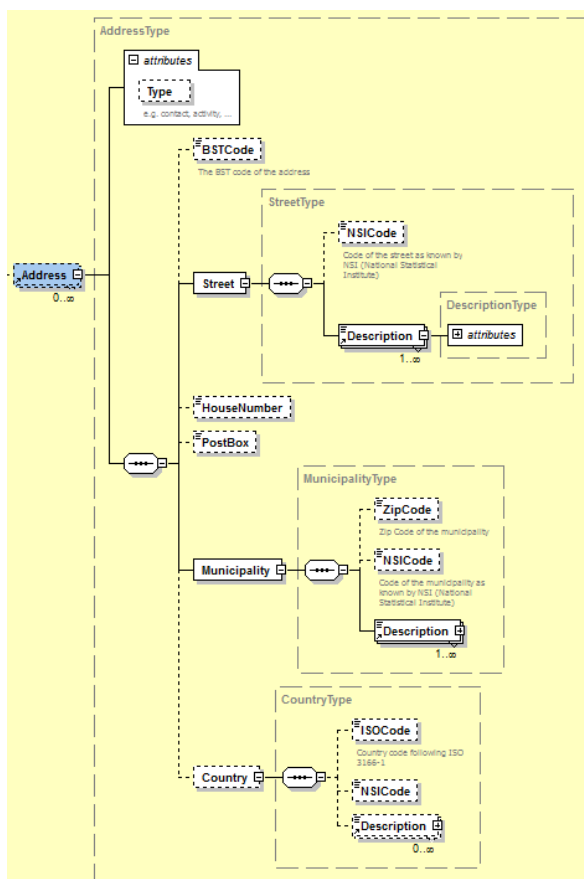 AddressType
attributes
Type
e.g. contact, activity, ...
BSTCode
The BST code of the address
StreetType
NSICode
Code of the street as known by
NSI (National Statistical
Institute)
Address
0..∞
Street
DescriptionType
Description
attributes
1..∞
HouseNumber
PostBox
MunicipalityType
ZipCode
Zip Code of the municipality
NSICode
Code of the municipality as
known by NSI (National
Statistical Institute)
Municipality
Description
1..∞
CountryType
ISOCode
Country code following ISO
3166-1
Country
NSICode
Description
0..∞